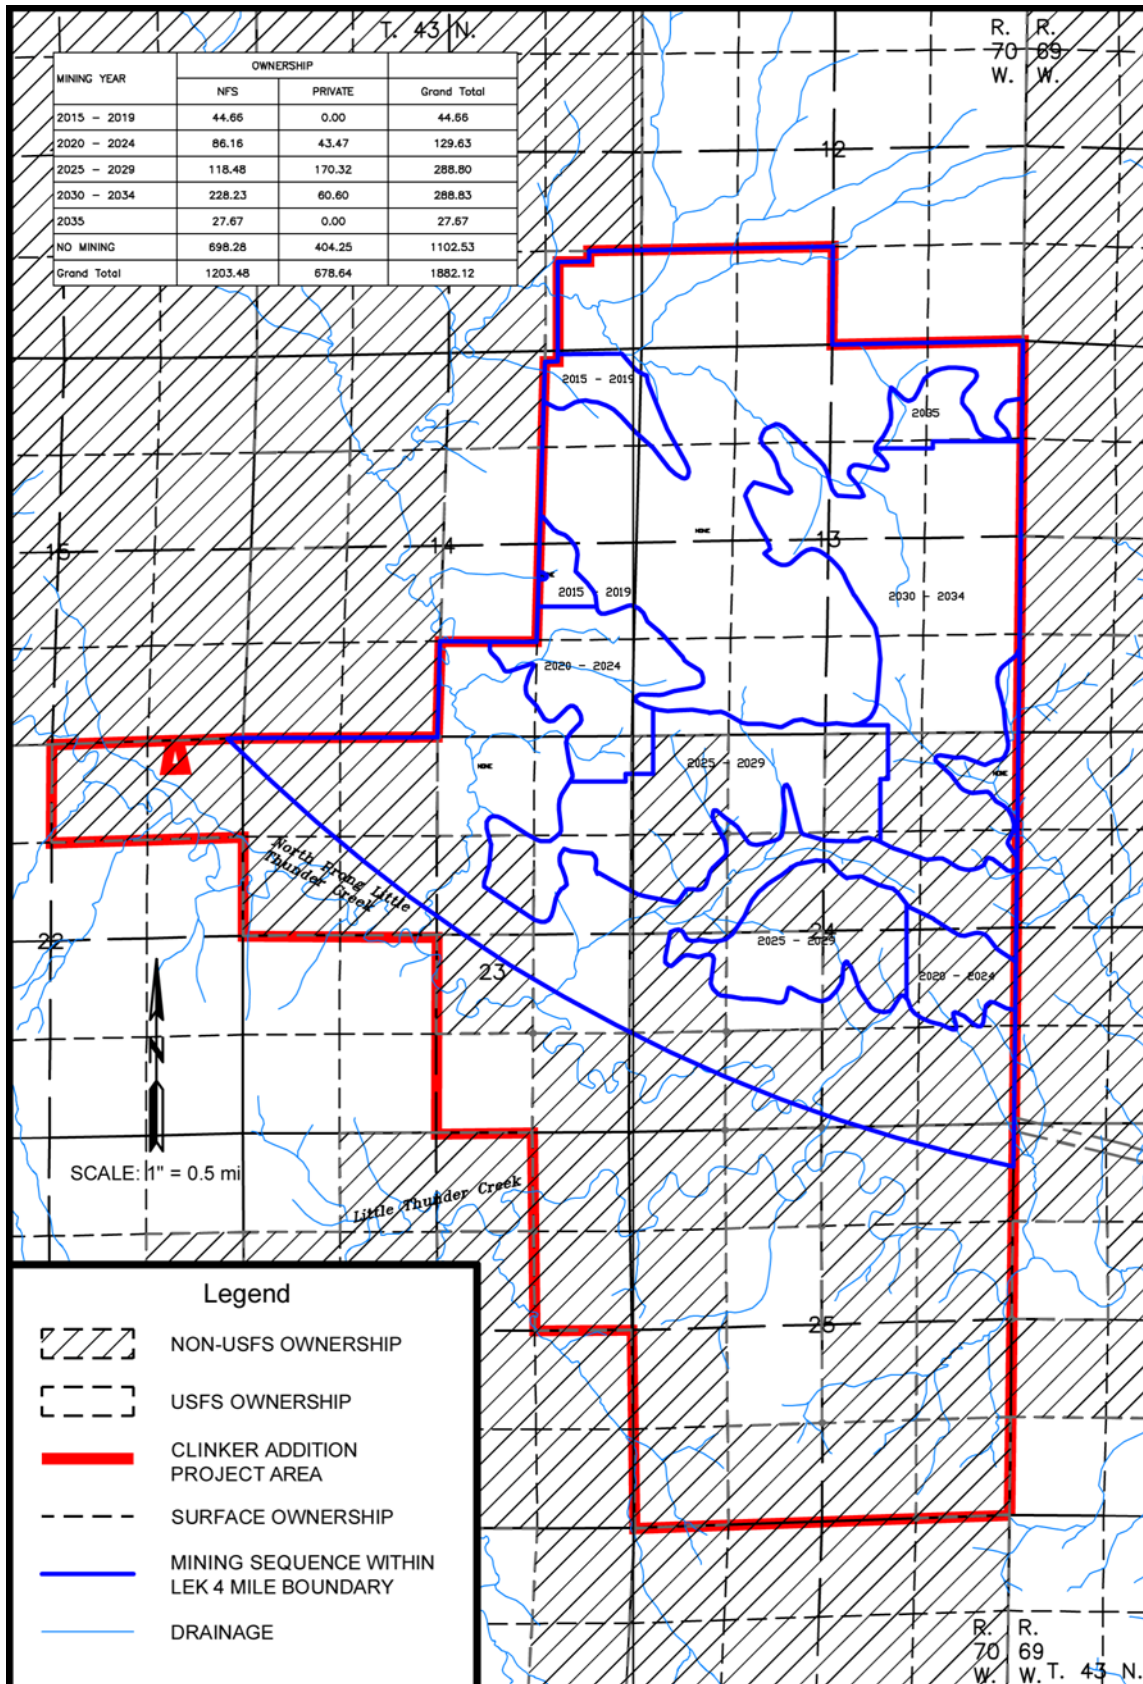 T. 43 N.
R. R.
70 69
W. W.
MINING YEAR OWNERSHIP
NFS PRIVATE Grand Total
2015 - 2019 44.66 0.00 44.66
2020 - 2024 86.16 43.47 129.63
2025 - 2029 118.48 170.32 288.80
2030 - 2034 228.23 60.60 288.83
2035 27.67 0.00 27.67
NO MINING 698.28 404.25 1102.53
Grand Total 1203.48 678.64 1882.12
12
2015 - 2019
2035
NONE
15
14
13
2015 - 2019
2030 - 2034
2020 - 2024
NONE
2025 - 2029
NONE
North Prong Little
Thunder Creek
22
23
24
2025 - 2029
2020 - 2024
N
SCALE: 1" = 0.5 mi
Little Thunder Creek
25
Legend
NON-USFS OWNERSHIP
USFS OWNERSHIP
CLINKER ADDITION
PROJECT AREA
SURFACE OWNERSHIP
MINING SEQUENCE WITHIN
LEK 4 MILE BOUNDARY
DRAINAGE
R. R.
70 69
W. W. T. 43 N.